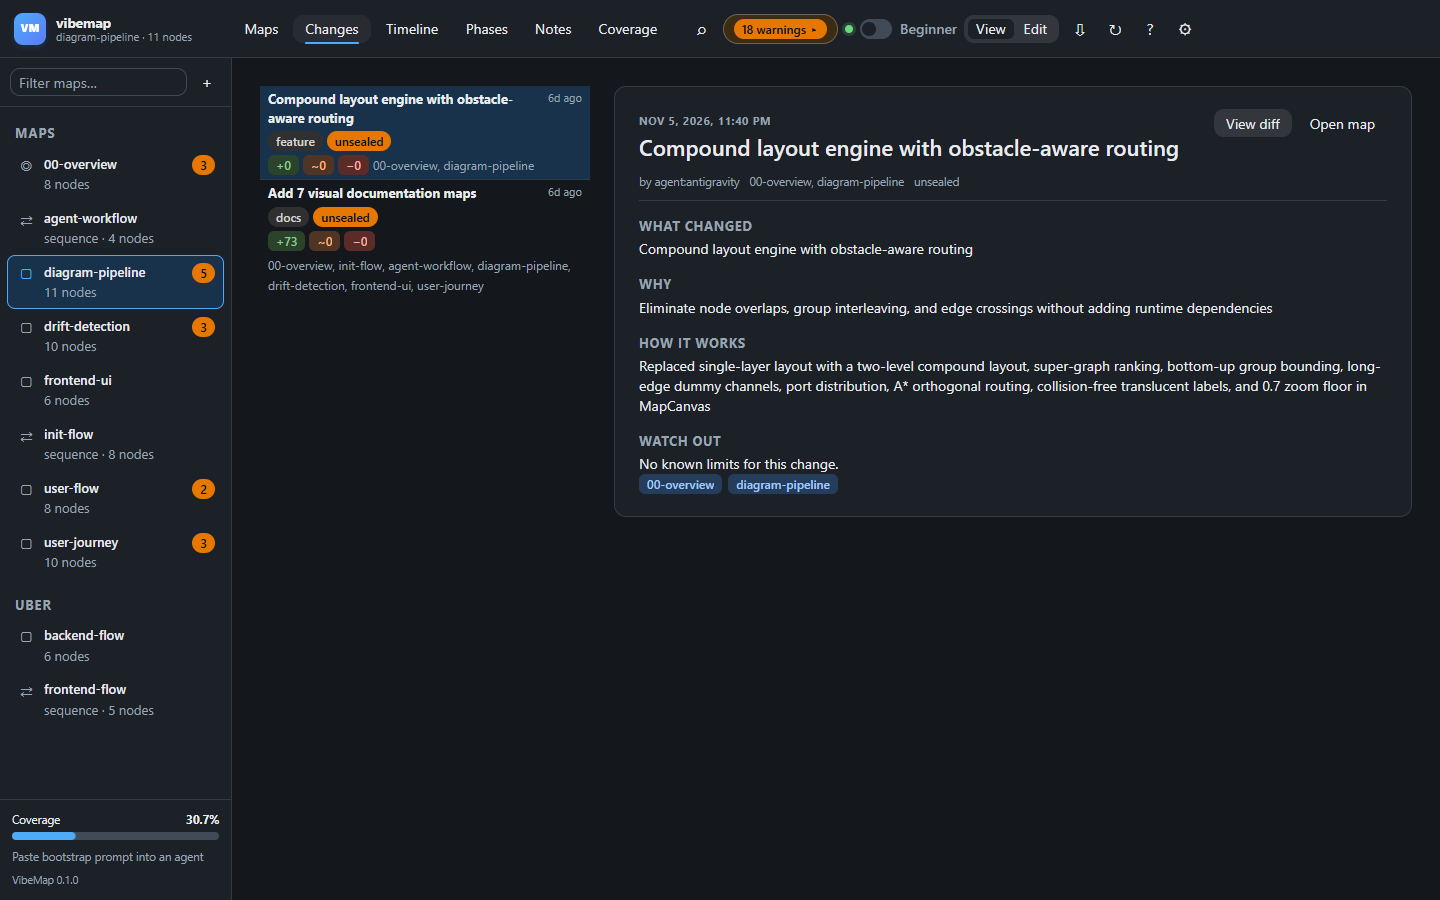 VM
vibemap
diagram-pipeline · 11 nodes
Maps
Changes
Timeline
Phases
Notes
Coverage
18 warnings
Beginner
View
Edit
?
Filter maps...
+
MAPS
00-overview
3
8 nodes
agent-workflow
sequence · 4 nodes
diagram-pipeline
5
11 nodes
drift-detection
3
10 nodes
frontend-ui
6 nodes
init-flow
sequence · 8 nodes
user-flow
2
8 nodes
user-journey
3
10 nodes
UBER
backend-flow
6 nodes
frontend-flow
sequence · 5 nodes
Coverage
30.7%
Paste bootstrap prompt into an agent
VibeMap 0.1.0
Compound layout engine with obstacle-
aware routing
6d ago
feature
unsealed
+0
~0
−0
00-overview, diagram-pipeline
Add 7 visual documentation maps
6d ago
docs
unsealed
+73
~0
−0
00-overview, init-flow, agent-workflow, diagram-pipeline,
drift-detection, frontend-ui, user-journey
NOV 5, 2026, 11:40 PM
View diff
Open map
Compound layout engine with obstacle-aware routing
by agent:antigravity
00-overview, diagram-pipeline
unsealed
WHAT CHANGED
Compound layout engine with obstacle-aware routing
WHY
Eliminate node overlaps, group interleaving, and edge crossings without adding runtime dependencies
HOW IT WORKS
Replaced single-layer layout with a two-level compound layout, super-graph ranking, bottom-up group bounding, long-
edge dummy channels, port distribution, A* orthogonal routing, collision-free translucent labels, and 0.7 zoom floor in
MapCanvas
WATCH OUT
No known limits for this change.
00-overview
diagram-pipeline